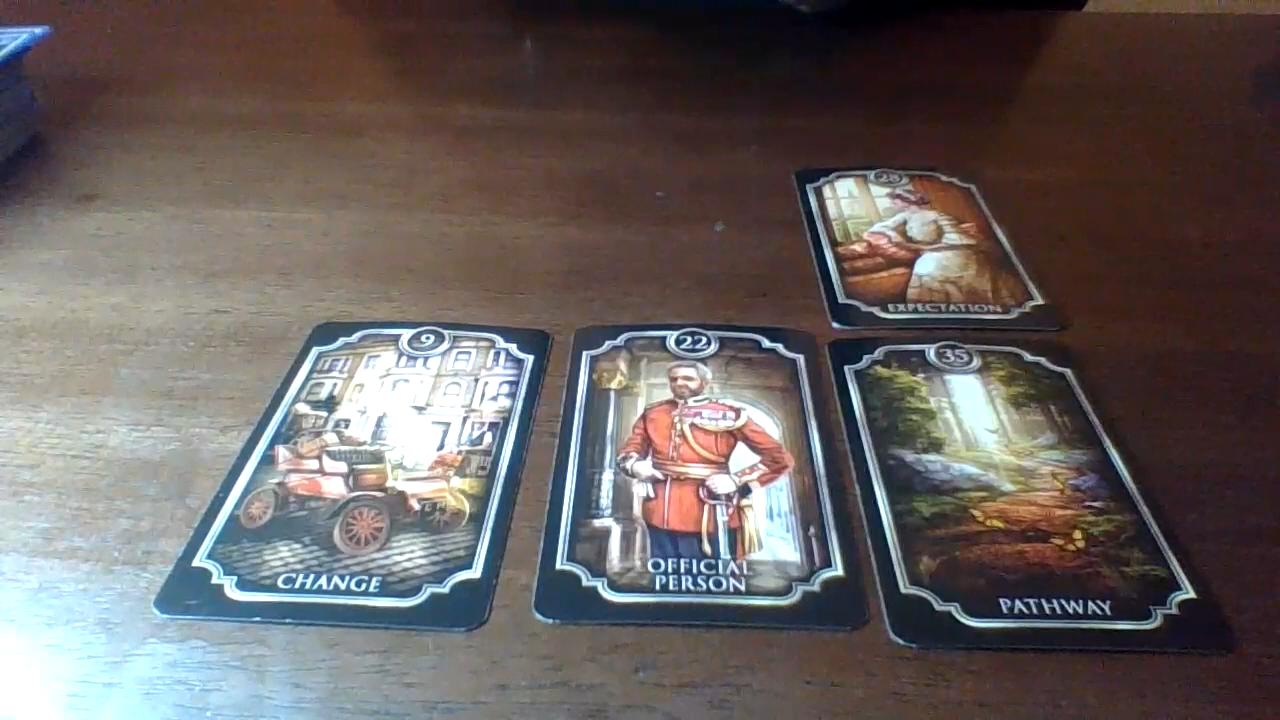 28
EXPECTATION
9
CHANGE
22
OFFICIAL
PERSON
35
PATHWAY